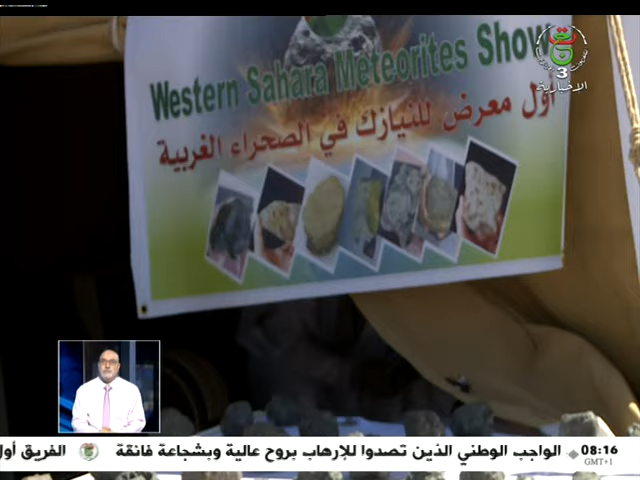 Western Sahara Meteorites Show
أول معرض للنيازك في الصحراء الغربية
3
الإخبارية
الواجب الوطني الذين تصدوا للإرهاب بروح عالية وبشجاعة فائقة
الفريق أول
08:16
GMT+1